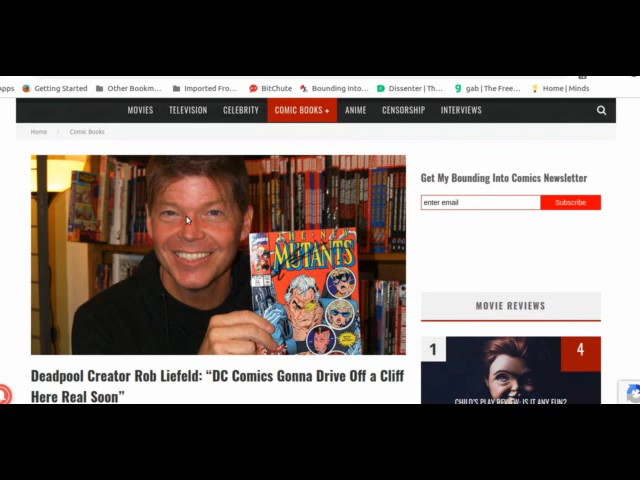 Apps
Getting Started
Other Bookm...
Imported Fro...
BitChute
Bounding Into...
Dissenter | Th...
gab | The Free...
Home | Minds
MOVIES
TELEVISION
CELEBRITY
COMIC BOOKS +
ANIME
CENSORSHIP
INTERVIEWS
Home
Comic Books
Get My Bounding Into Comics Newsletter
enter email
Subscribe
THE NEW
MUTANTS
MOVIE REVIEWS
1
4
CHILD'S PLAY REVIEW: IS IT ANY FUN?
Deadpool Creator Rob Liefeld: “DC Comics Gonna Drive Off a Cliff
Here Real Soon”